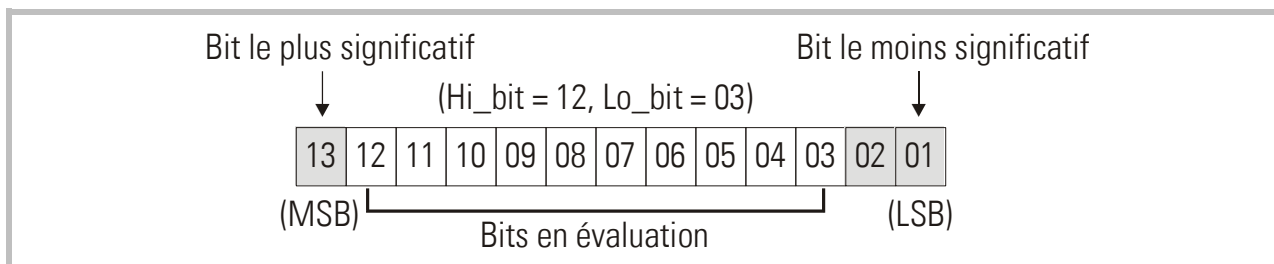 Bit le plus significatif Bit le moins significatif
(Hi_bit = 12, Lo_bit = 03)
13 12 11 10 09 08 07 06 05 04 03 02 01
(MSB) (LSB)
Bits en évaluation